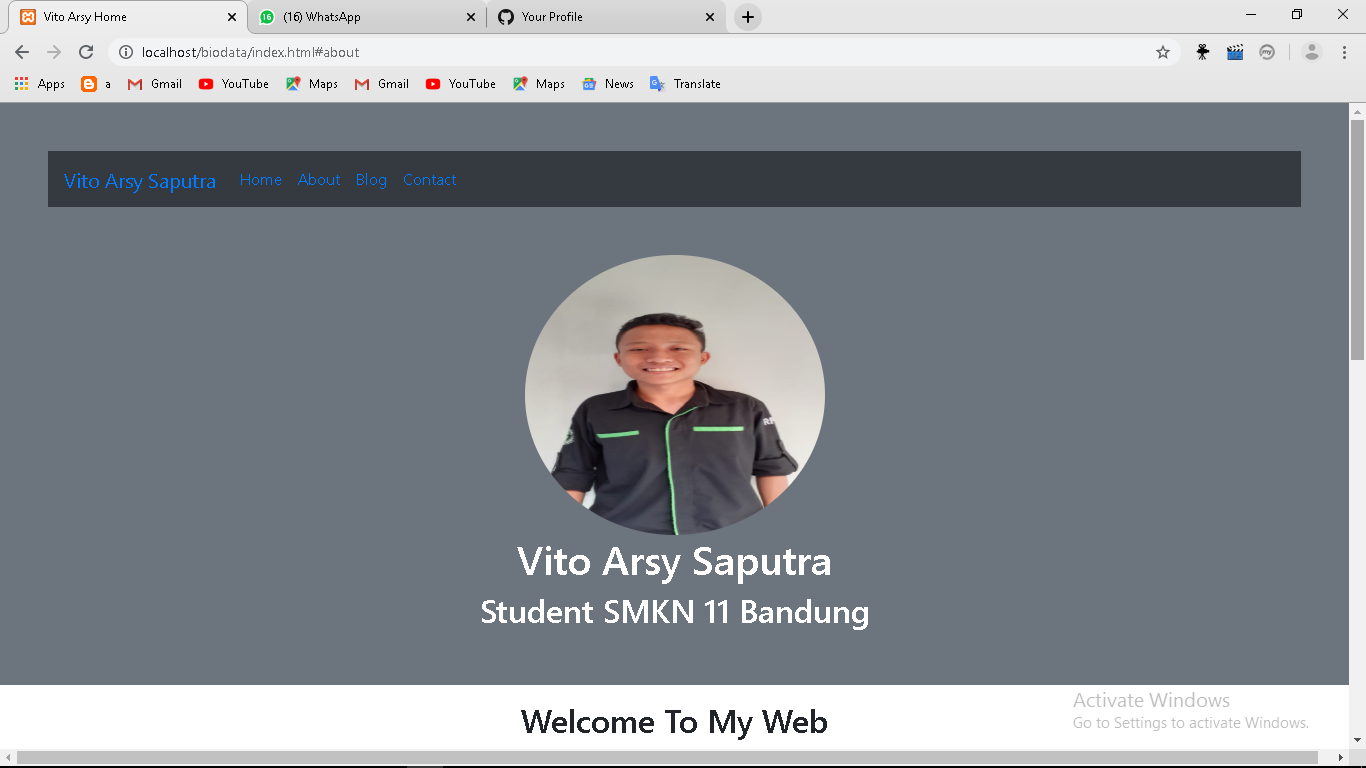 Vito Arsy Home
16
(16) WhatsApp
Your Profile
localhost/biodata/index.html#about
my
Apps
a
Gmail
YouTube
Maps
Gmail
YouTube
Maps
News
Translate
Vito Arsy Saputra Home About Blog Contact
Vito Arsy Saputra
Student SMKN 11 Bandung
Welcome To My Web
Activate Windows
Go to Settings to activate Windows.